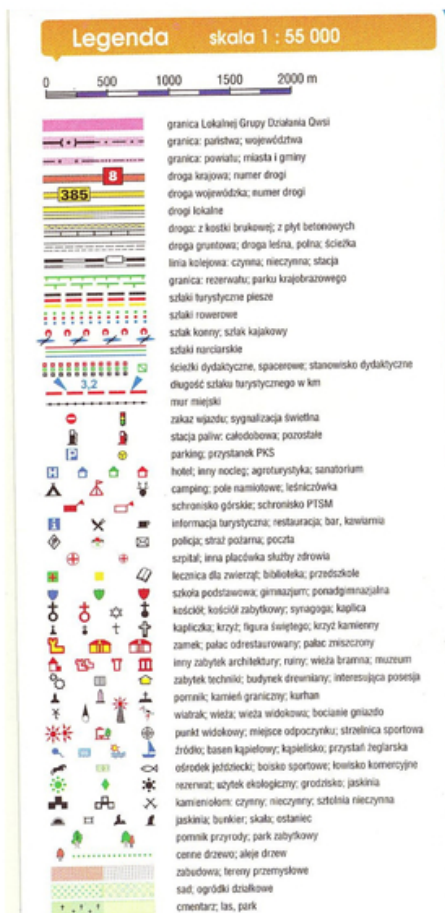 Legenda skala 1 : 55 000
0 500 1000 1500 2000 m
granica Lokalnej Grupy Działania Qwsi
granica: państwa; województwa
granica: powiatu; miasta i gminy
8 droga krajowa; numer drogi
385 droga wojewódzka; numer drogi
drogi lokalne
droga: z kostki brukowej; z płyt betonowych
droga gruntowa; droga leśna, polna; ścieżka
linia kolejowa: czynna; nieczynna; stacja
granica: rezerwatu; parku krajobrazowego
szlaki turystyczne piesze
szlaki rowerowe
szlak konny; szlak kajakowy
szlaki narciarskie
ścieżki dydaktyczne, spacerowe; stanowisko dydaktyczne
3,2 długość szlaku turystycznego w km
mur miejski
zakaz wjazdu; sygnalizacja świetlna
stacja paliw: całodobowa; pozostałe
P parking; przystanek PKS
H hotel; inny nocleg; agroturystyka; sanatorium
camping; pole namiotowe; leśniczówka
schronisko górskie; schronisko PTSM
i informacja turystyczna; restauracja; bar, kawiarnia
policja; straż pożarna; poczta
szpital; inna placówka służby zdrowia
lecznica dla zwierząt; biblioteka; przedszkole
szkoła podstawowa; gimnazjum; ponadgimnazjalna
kościół; kościół zabytkowy; synagoga; kaplica
kapliczka; krzyż; figura świętego; krzyż kamienny
zamek; pałac odrestaurowany; pałac zniszczony
inny zabytek architektury; ruiny; wieża bramna; muzeum
zabytek techniki; budynek drewniany; interesująca posesja
pomnik; kamień graniczny; kurhan
wiatrak; wieża; wieża widokowa; bocianie gniazdo
punkt widokowy; miejsce odpoczynku; strzelnica sportowa
źródło; basen kąpielowy; kąpielisko; przystań żeglarska
ośrodek jeździecki; boisko sportowe; łowisko komercyjne
rezerwat; użytek ekologiczny; grodzisko; jaskinia
kamieniołom: czynny; nieczynny; sztolnia nieczynna
jaskinia; bunkier; skała; ostaniec
pomnik przyrody; park zabytkowy
cenne drzewo; aleje drzew
zabudowa; tereny przemysłowe
sad; ogródki działkowe
cmentarz; las, park